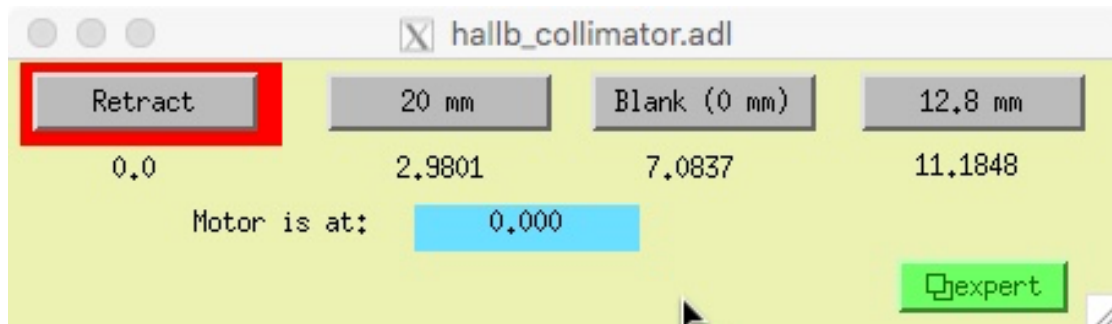 hallb_collimator.adl
Retract 20 mm Blank (0 mm) 12.8 mm
0.0 2.9801 7.0837 11.1848
Motor is at: 0.000
expert